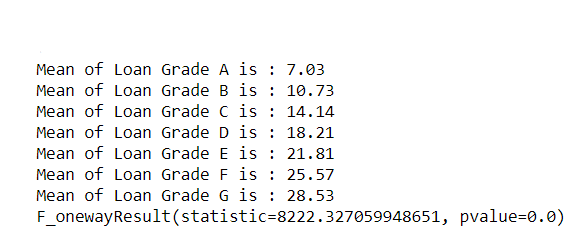 Mean of Loan Grade A is : 7.03
Mean of Loan Grade B is : 10.73
Mean of Loan Grade C is : 14.14
Mean of Loan Grade D is : 18.21
Mean of Loan Grade E is : 21.81
Mean of Loan Grade F is : 25.57
Mean of Loan Grade G is : 28.53
F_onewayResult(statistic=8222.327059948651, pvalue=0.0)